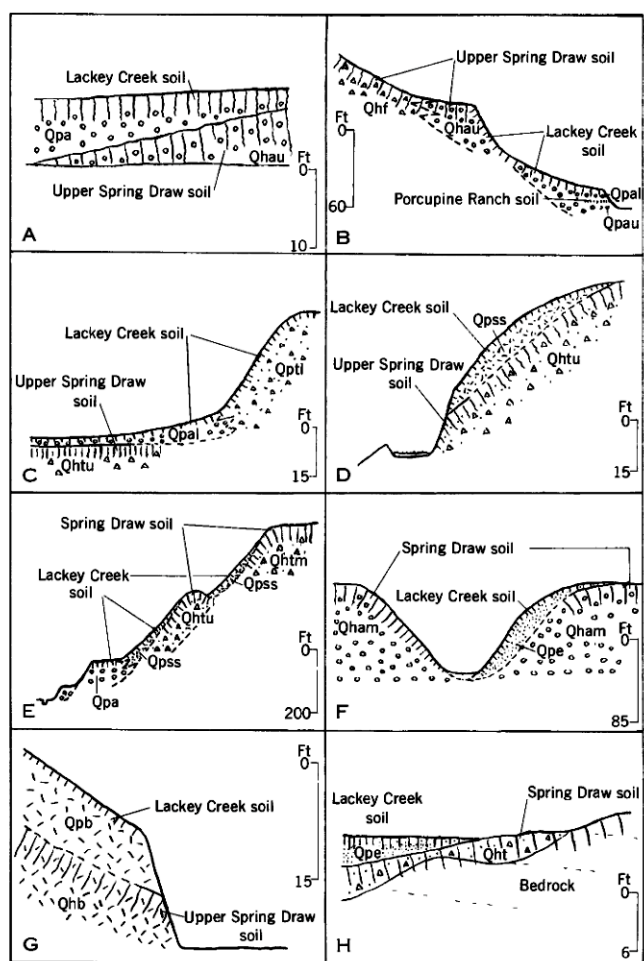 Lackey Creek soil
Qpa
Qhau
Upper Spring Draw soil
Ft
0
10
A
Upper Spring Draw
soil
Qhf
Qhau
Lackey Creek
soil
Porcupine Ranch soil
Qpal
Qpau
Ft
0
60
B
Lackey Creek soil
Upper Spring Draw
soil
Qptl
Qpal
Qhtu
Ft
0
15
C
Lackey Creek soil
Qpss
Upper Spring Draw
soil
Qhtu
Ft
0
15
D
Spring Draw soil
Lackey Creek
soil
Qhtm
Qpss
Qhtu
Qpss
Qpa
Ft
0
200
E
Spring Draw soil
Lackey Creek soil
Qham
Qham
Qpe
Ft
0
85
F
Ft
0
Lackey Creek soil
Qpb
15
Qhb
Upper Spring Draw
soil
G
Lackey Creek
soil
Spring Draw soil
Qpe
Qht
Bedrock
Ft
0
6
H